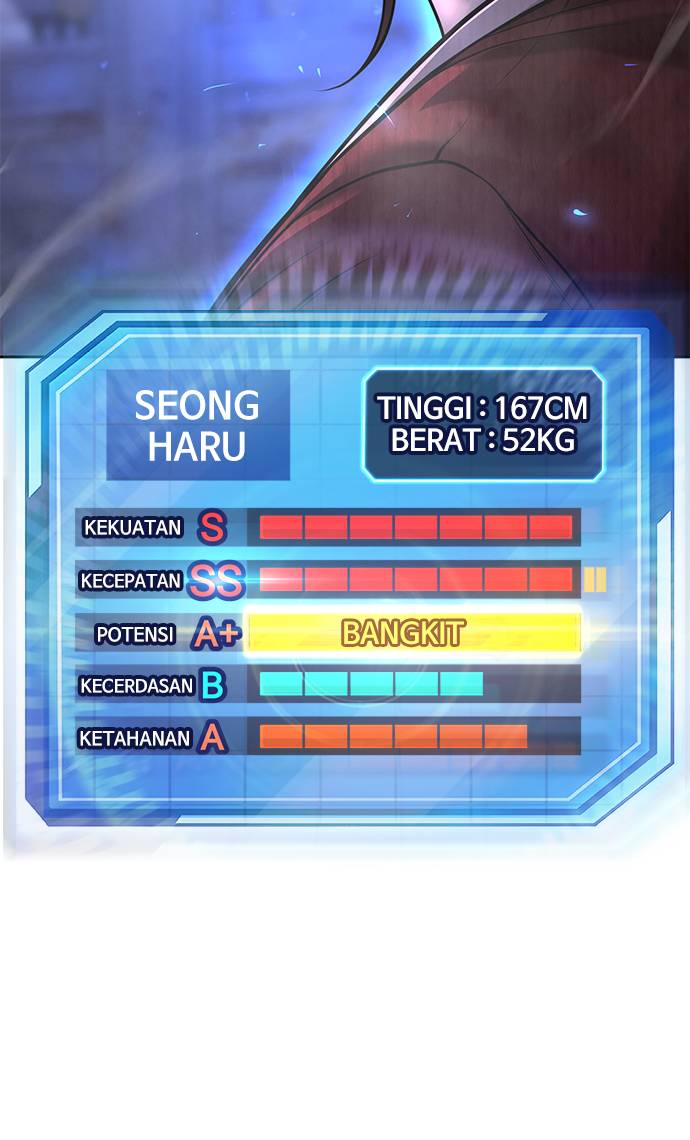 SEONG
HARU
TINGGI : 167CM
BERAT : 52KG
KEKUATAN S
KECEPATAN SS
POTENSI A+ BANGKIT
KECERDASAN B
KETAHANAN A